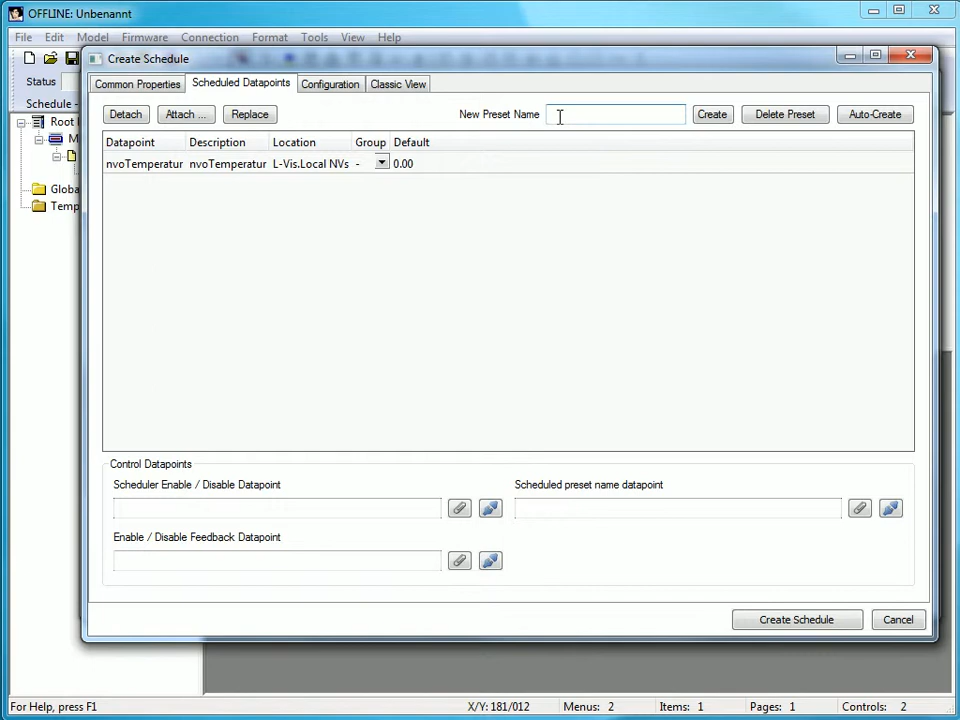 OFFLINE: Unbenannt
File Edit Model Firmware Connection Format Tools View Help
Create Schedule
Status
Common Properties Scheduled Datapoints Configuration Classic View
Schedule -
Detach Attach ... Replace New Preset Name Create Delete Preset Auto-Create
Root
Datapoint Description Location Group Default
nvoTemperatur nvoTemperatur L-Vis.Local NVs - 0.00
Globa
Temp
Control Datapoints
Scheduler Enable / Disable Datapoint Scheduled preset name datapoint
Enable / Disable Feedback Datapoint
Create Schedule Cancel
For Help, press F1 X/Y: 181/012 Menus: 2 Items: 1 Pages: 1 Controls: 2